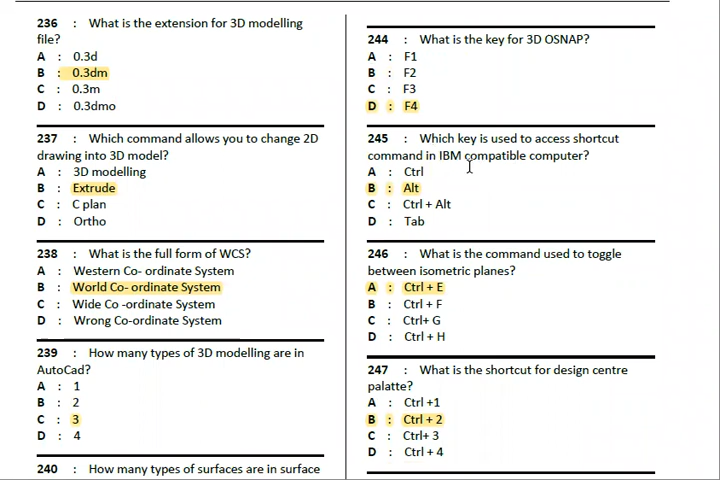 236 : What is the extension for 3D modelling
file?
A : 0.3d
B : 0.3dm
C : 0.3m
D : 0.3dmo
237 : Which command allows you to change 2D
drawing into 3D model?
A : 3D modelling
B : Extrude
C : C plan
D : Ortho
238 : What is the full form of WCS?
A : Western Co- ordinate System
B : World Co- ordinate System
C : Wide Co -ordinate System
D : Wrong Co-ordinate System
239 : How many types of 3D modelling are in
AutoCad?
A : 1
B : 2
C : 3
D : 4
240 : How many types of surfaces are in surface
244 : What is the key for 3D OSNAP?
A : F1
B : F2
C : F3
D : F4
245 : Which key is used to access shortcut
command in IBM compatible computer?
A : Ctrl
B : Alt
C : Ctrl + Alt
D : Tab
246 : What is the command used to toggle
between isometric planes?
A : Ctrl + E
B : Ctrl + F
C : Ctrl+ G
D : Ctrl + H
247 : What is the shortcut for design centre
palatte?
A : Ctrl +1
B : Ctrl + 2
C : Ctrl+ 3
D : Ctrl + 4